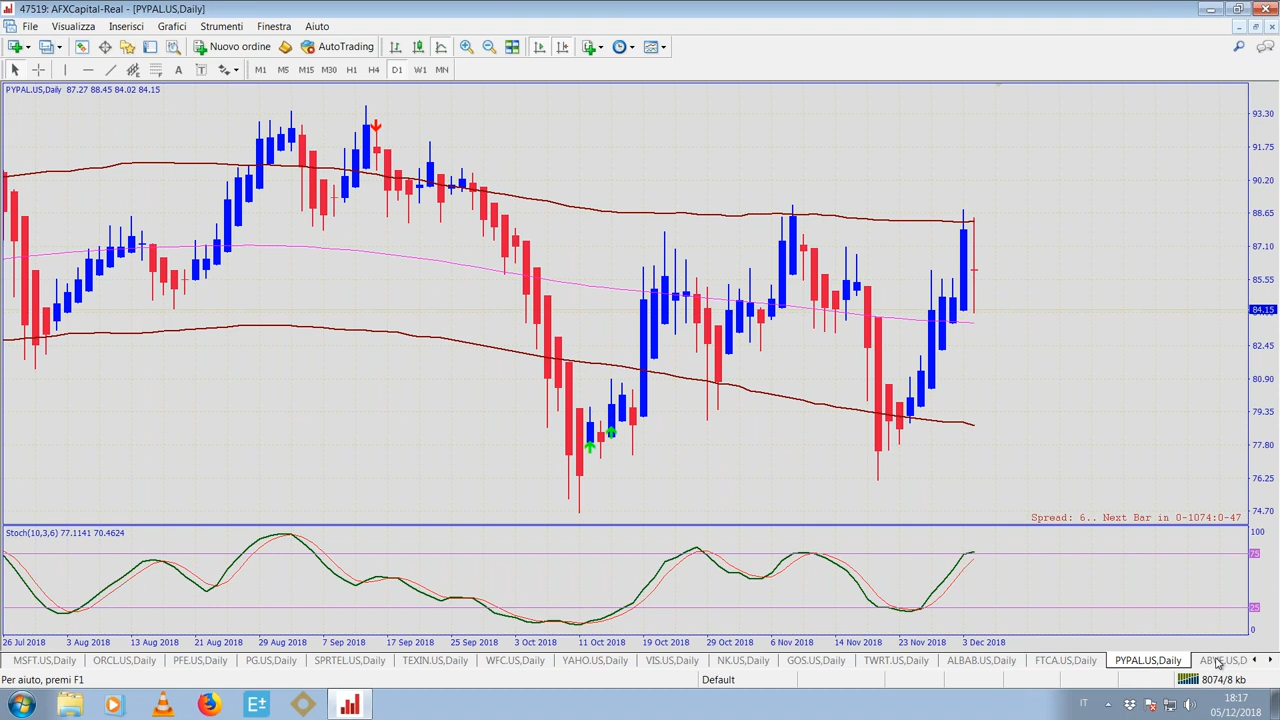 47519: AFXCapital-Real - [PYPAL.US,Daily]
File Visualizza Inserisci Grafici Strumenti Finestra Aiuto
Nuovo ordine AutoTrading
A T M1 M5 M15 M30 H1 H4 D1 W1 MN
PYPAL.US,Daily 87.27 88.45 84.02 84.15
93.30
91.75
90.20
88.65
87.10
85.55
84.15
82.45
80.90
79.35
77.80
76.25
74.70
Spread: 6.. Next Bar in 0-1074:0-47
Stoch(10,3,6) 77.1141 70.4624
100
75
25
0
26 Jul 2018 3 Aug 2018 13 Aug 2018 21 Aug 2018 29 Aug 2018 7 Sep 2018 17 Sep 2018 25 Sep 2018 3 Oct 2018 11 Oct 2018 19 Oct 2018 29 Oct 2018 6 Nov 2018 14 Nov 2018 23 Nov 2018 3 Dec 2018
MSFT.US,Daily ORCL.US,Daily PFE.US,Daily PG.US,Daily SPRTEL.US,Daily TEXIN.US,Daily WFC.US,Daily YAHO.US,Daily VIS.US,Daily NK.US,Daily GOS.US,Daily TWRT.US,Daily ALBAB.US,Daily FTCA.US,Daily PYPAL.US,Daily
Per aiuto, premi F1 Default 8074/8 kb
IT 18:17
05/12/2018